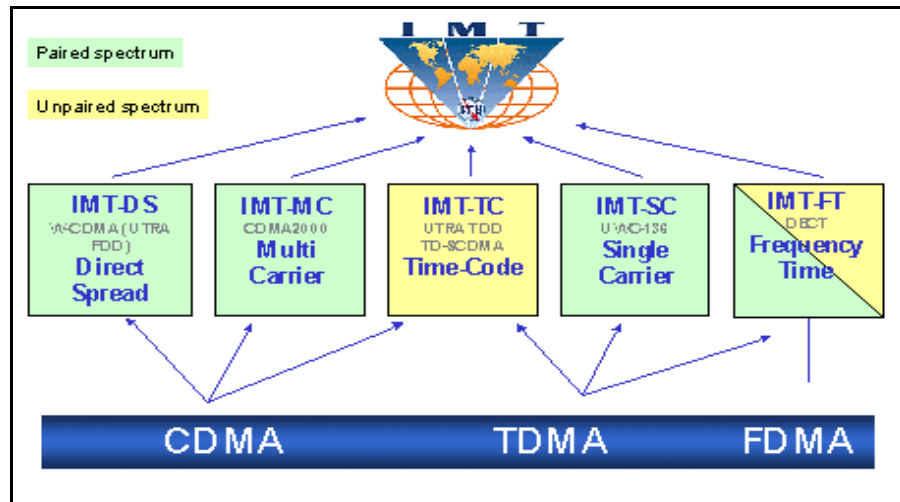 IMT
Paired spectrum
Unpaired spectrum
IMT-DS
W-CDMA (UTRA
FDD)
Direct
Spread
IMT-MC
CDMA2000
Multi
Carrier
IMT-TC
UTRA TDD
TD-SCDMA
Time-Code
IMT-SC
UWC-136
Single
Carrier
IMT-FT
DECT
Frequency
Time
CDMA
TDMA
FDMA